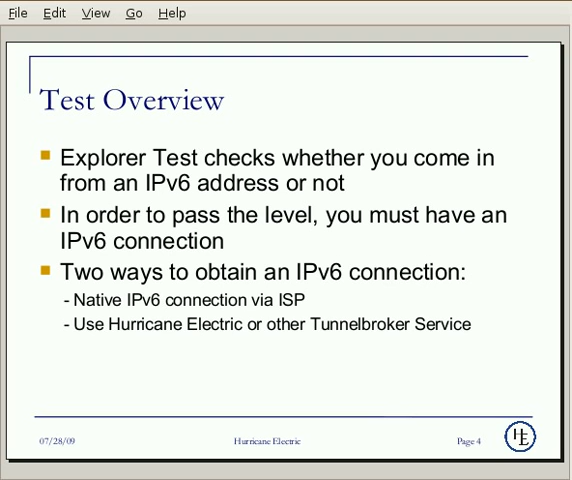 File Edit View Go Help
Test Overview
Explorer Test checks whether you come in
from an IPv6 address or not
In order to pass the level, you must have an
IPv6 connection
Two ways to obtain an IPv6 connection:
- Native IPv6 connection via ISP
- Use Hurricane Electric or other Tunnelbroker Service
07/28/09 Hurricane Electric Page 4
HE